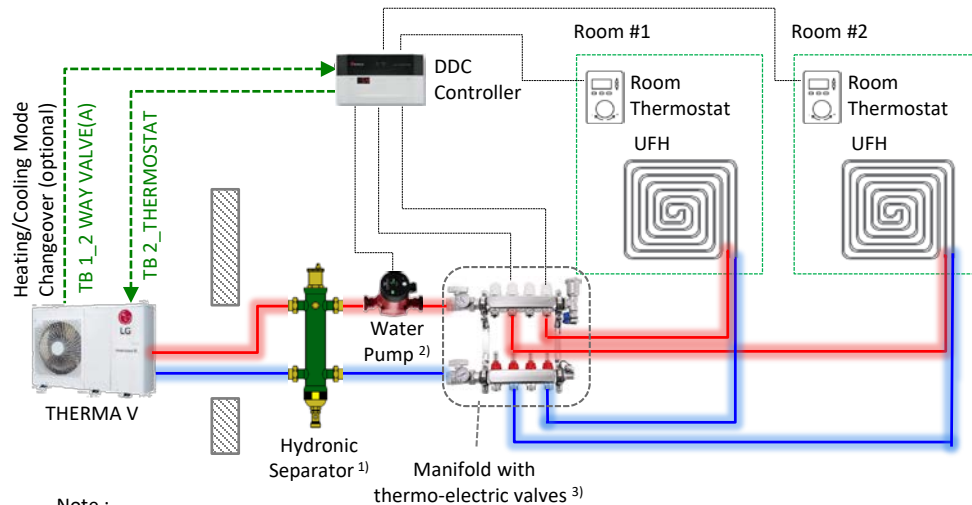 Heating/Cooling Mode
Changeover (optional)
TB 1_2 WAY VALVE(A)
TB 2_THERMOSTAT
DDC
Controller
Room #1
Room
Thermostat
UFH
Room #2
Room
Thermostat
UFH
LG
THERMA V
Water
Pump 2)
Hydronic
Separator 1)
Manifold with
thermo-electric valves 3)
Note :